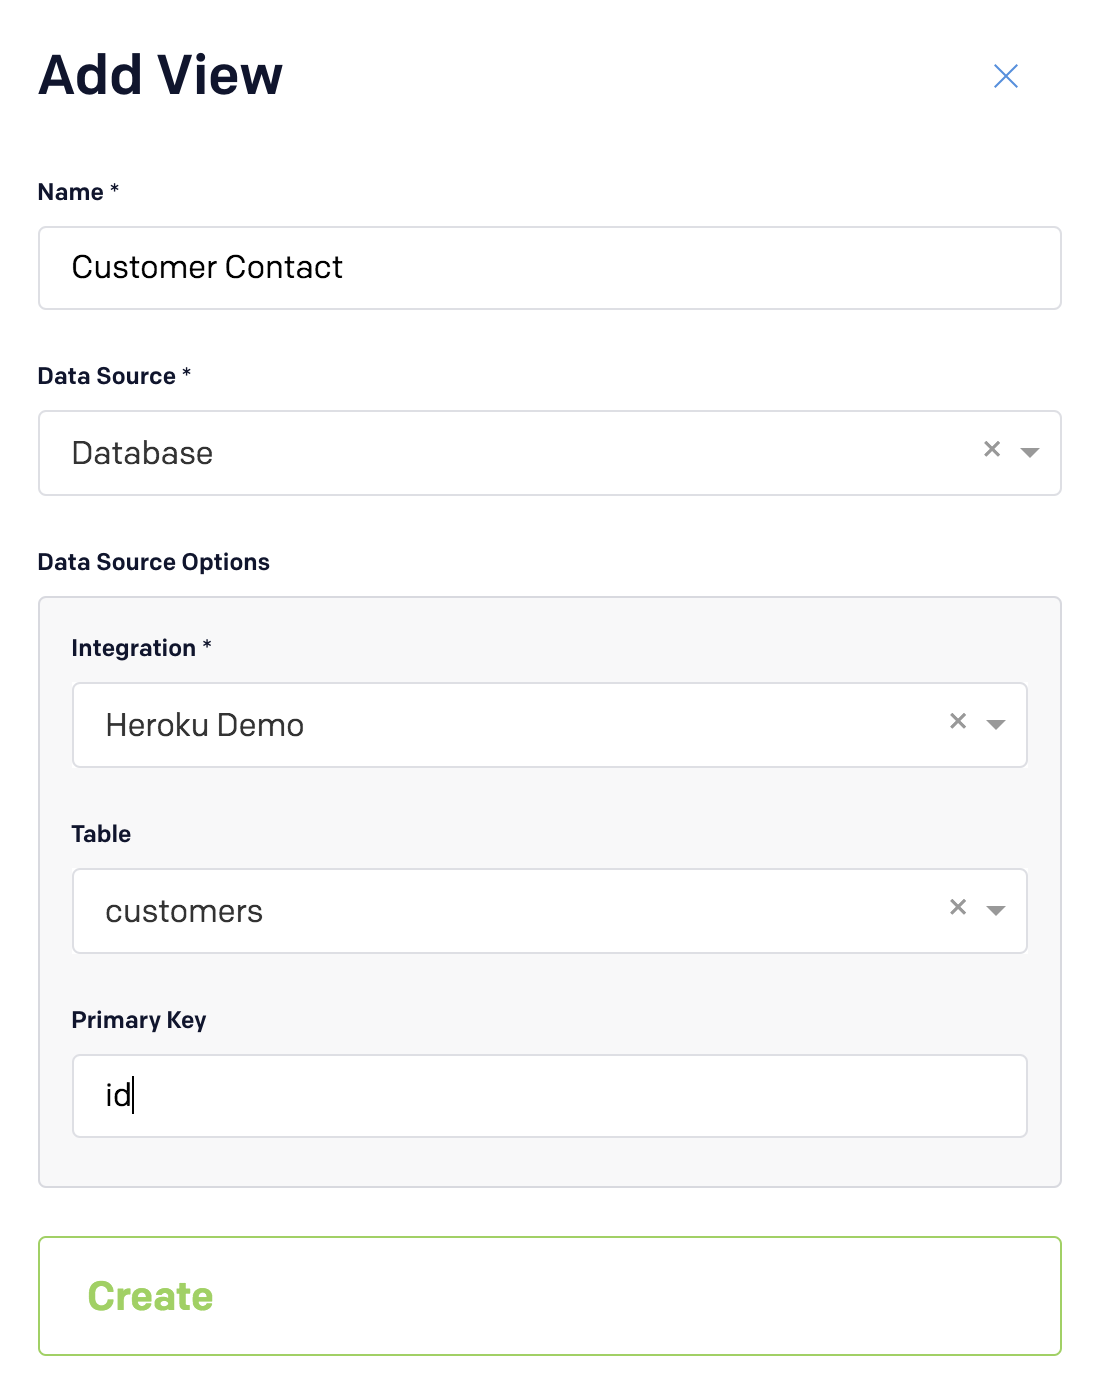 Add View
Name *
Customer Contact
Data Source *
Database
Data Source Options
Integration *
Heroku Demo
Table
customers
Primary Key
id
Create